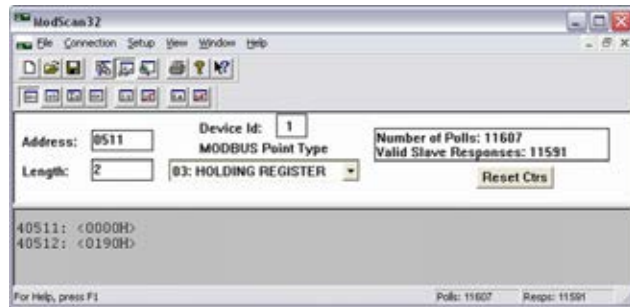 ModScan32
File Connection Setup View Window Help
Address: 0511
Device Id: 1
MODBUS Point Type
Length: 2
03: HOLDING REGISTER
Number of Polls: 11607
Valid Slave Responses: 11591
Reset Ctrs
40511: <0000H>
40512: <0190H>
For Help, press F1
Polls: 11607
Resps: 11591